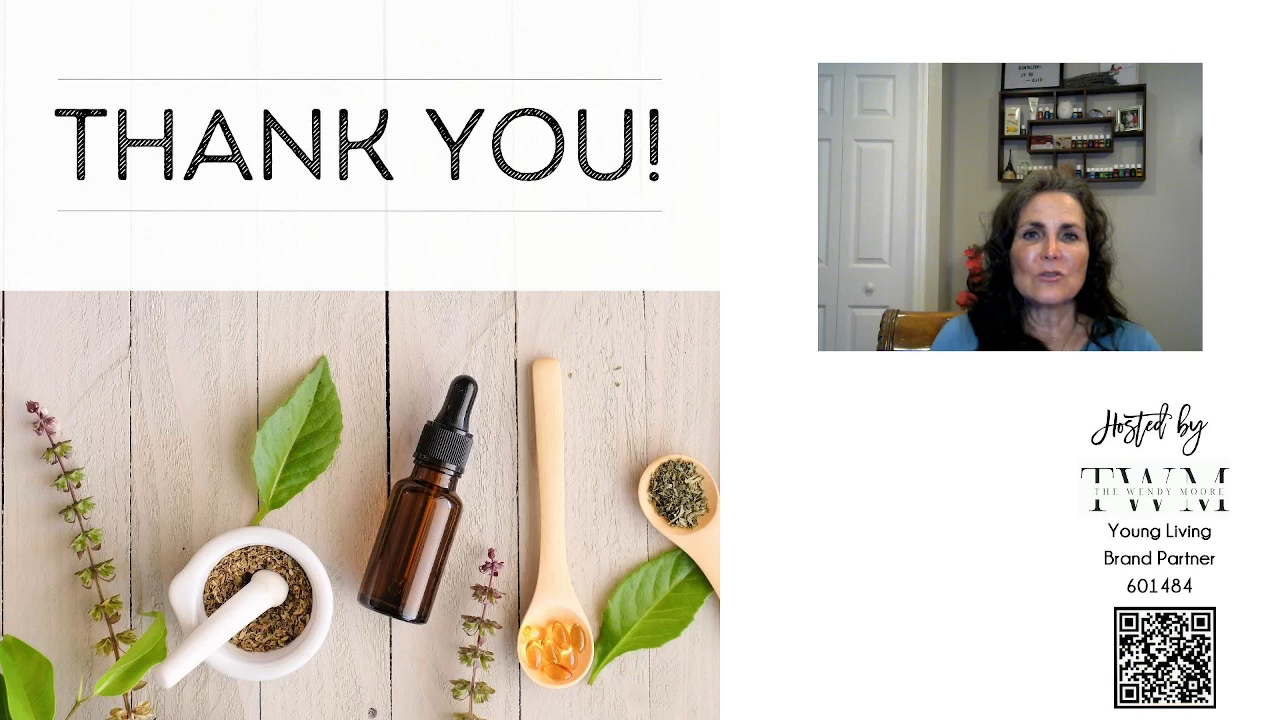 THANK YOU!
Hosted by
TWM
THE WENDY MOORE
Young Living
Brand Partner
601484